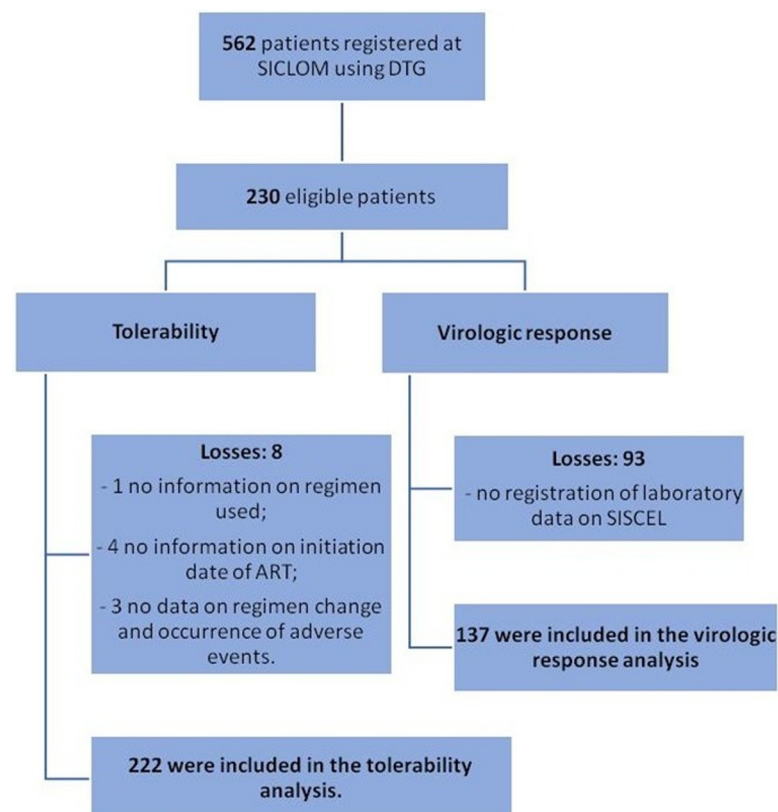 562 patients registered at
SICLOM using DTG
230 eligible patients
Tolerability
Virologic response
Losses: 8
- 1 no information on regimen
used;
- 4 no information on initiation
date of ART;
- 3 no data on regimen change
and occurrence of adverse
events.
Losses: 93
- no registration of laboratory
data on SISCEL
137 were included in the virologic
response analysis
222 were included in the tolerability
analysis.